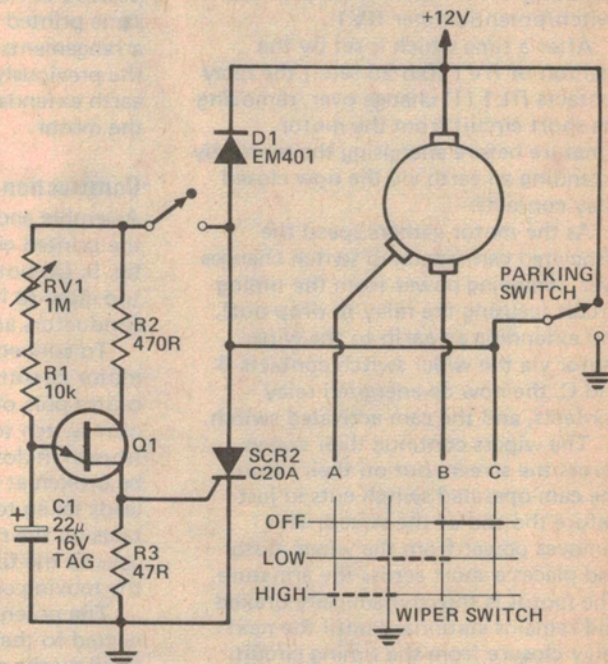 +12V
D1
EM401
PARKING
SWITCH
RV1
1M
R2
470R
R1
10k
Q1
SCR2
C20A
A
B
C
+
C1
22µ
16V
TAG
R3
47R
OFF
LOW
HIGH
WIPER SWITCH